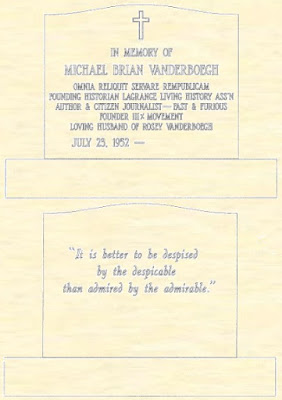 IN MEMORY OF
MICHAEL BRIAN VANDERBOEGH
OMNIA RELIQUIT SERVARE REMPUBLICAM
FOUNDING HISTORIAN LAGRANGE LIVING HISTORY ASS'N
AUTHOR & CITIZEN JOURNALIST — FAST & FURIOUS
FOUNDER III% MOVEMENT
LOVING HUSBAND OF ROSEY VANDERBOEGH
JULY 23, 1952 —
"It is better to be despised
by the despicable
than admired by the admirable."